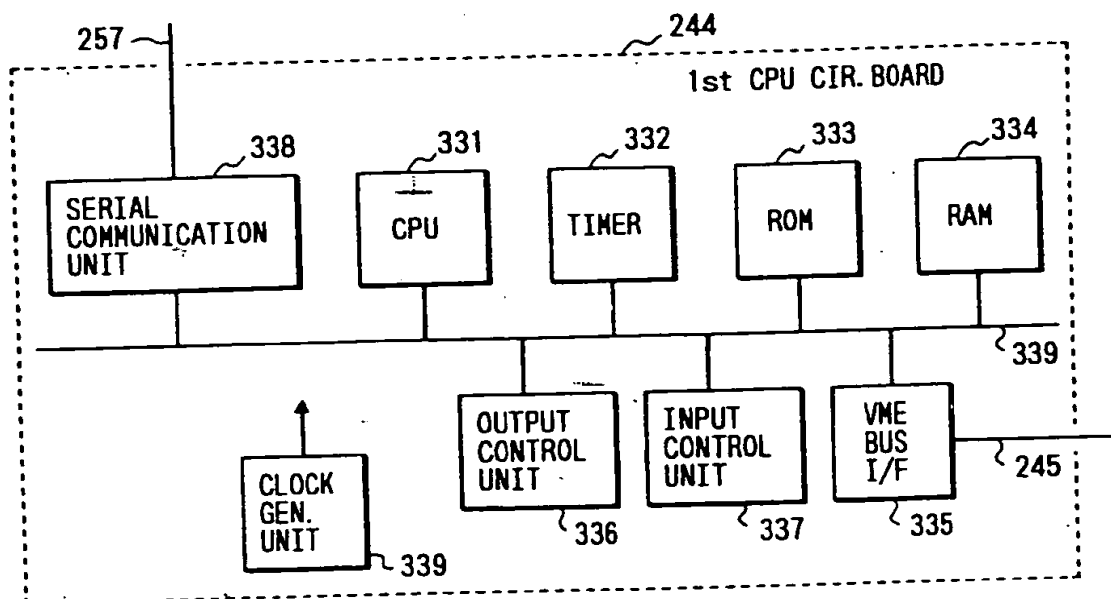 257
244
1st CPU CIR. BOARD
338
331
332
333
334
SERIAL
COMMUNICATION
UNIT
CPU
TIMER
ROM
RAM
339
OUTPUT
CONTROL
UNIT
INPUT
CONTROL
UNIT
VME
BUS
I/F
245
CLOCK
GEN.
UNIT
336
337
335
339